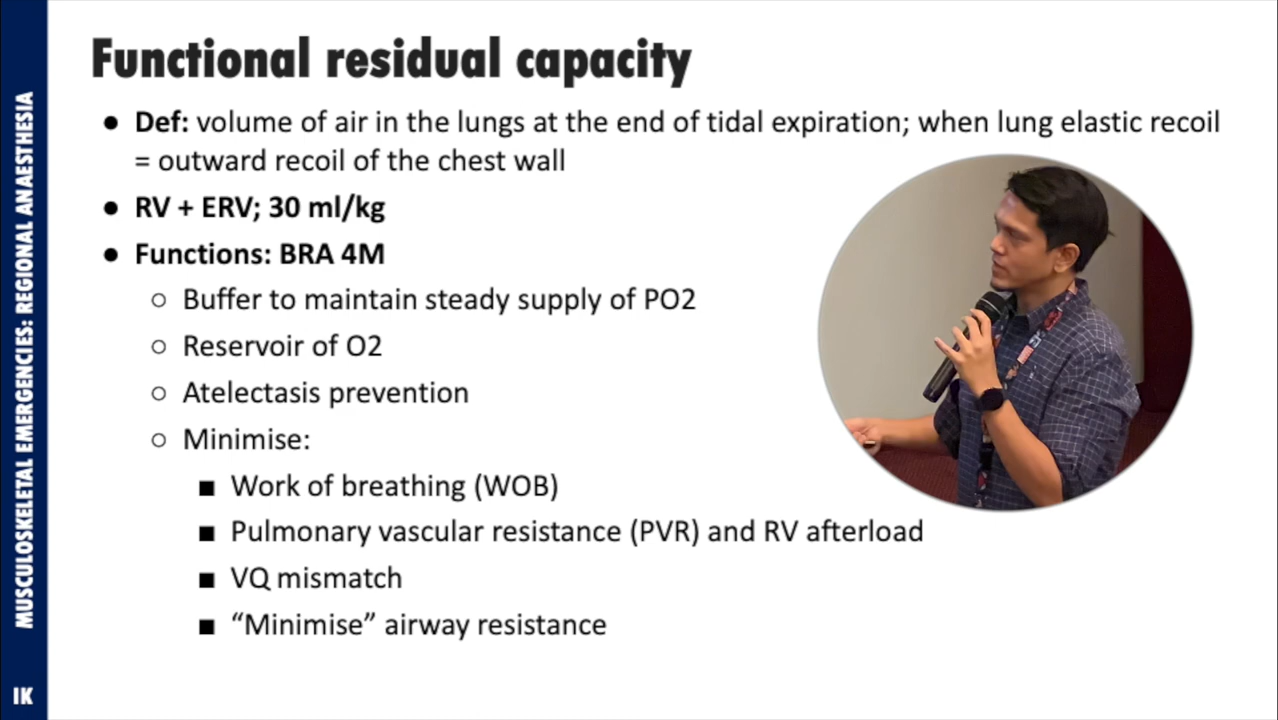 Functional residual capacity
● Def: volume of air in the lungs at the end of tidal expiration; when lung elastic recoil
= outward recoil of the chest wall
● RV + ERV; 30 ml/kg
● Functions: BRA 4M
○ Buffer to maintain steady supply of PO2
○ Reservoir of O2
○ Atelectasis prevention
○ Minimise:
■ Work of breathing (WOB)
■ Pulmonary vascular resistance (PVR) and RV afterload
■ VQ mismatch
■ “Minimise” airway resistance
MUSCULOSKELETAL EMERGENCIES: REGIONAL ANAESTHESIA
IK